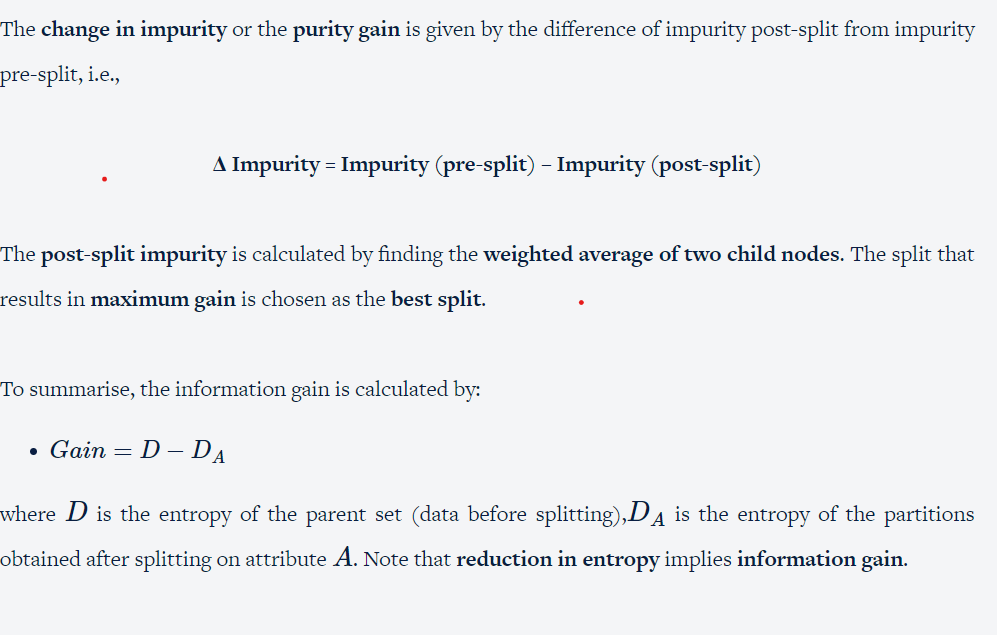 The change in impurity or the purity gain is given by the difference of impurity post-split from impurity
pre-split, i.e.,
Δ Impurity = Impurity (pre-split) – Impurity (post-split)
The post-split impurity is calculated by finding the weighted average of two child nodes. The split that
results in maximum gain is chosen as the best split.
To summarise, the information gain is calculated by:
• Gain = D − D_A
where D is the entropy of the parent set (data before splitting),D_A is the entropy of the partitions
obtained after splitting on attribute A. Note that reduction in entropy implies information gain.